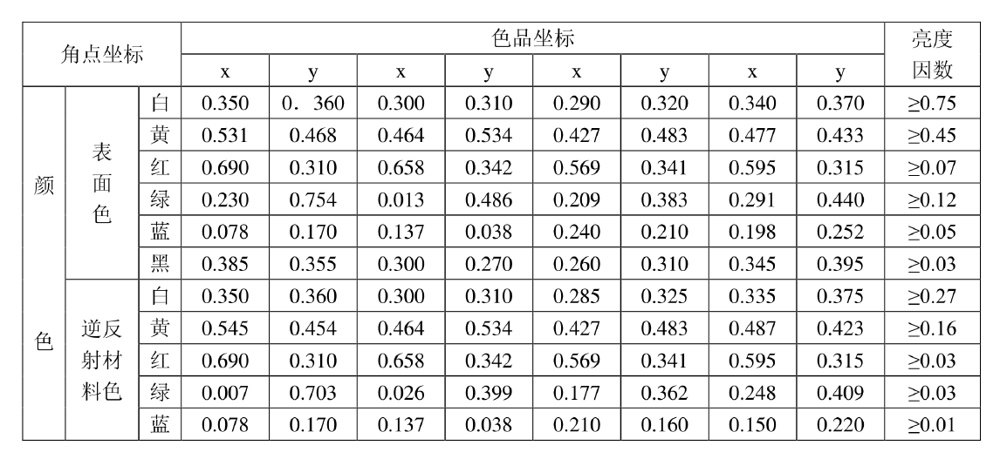 角点坐标 色品坐标 亮度因数
x y x y x y x y
颜色 表面色 白 0.350 0．360 0.300 0.310 0.290 0.320 0.340 0.370 ≥0.75
黄 0.531 0.468 0.464 0.534 0.427 0.483 0.477 0.433 ≥0.45
红 0.690 0.310 0.658 0.342 0.569 0.341 0.595 0.315 ≥0.07
绿 0.230 0.754 0.013 0.486 0.209 0.383 0.291 0.440 ≥0.12
蓝 0.078 0.170 0.137 0.038 0.240 0.210 0.198 0.252 ≥0.05
黑 0.385 0.355 0.300 0.270 0.260 0.310 0.345 0.395 ≥0.03
逆反射材料色 白 0.350 0.360 0.300 0.310 0.285 0.325 0.335 0.375 ≥0.27
黄 0.545 0.454 0.464 0.534 0.427 0.483 0.487 0.423 ≥0.16
红 0.690 0.310 0.658 0.342 0.569 0.341 0.595 0.315 ≥0.03
绿 0.007 0.703 0.026 0.399 0.177 0.362 0.248 0.409 ≥0.03
蓝 0.078 0.170 0.137 0.038 0.210 0.160 0.150 0.220 ≥0.01